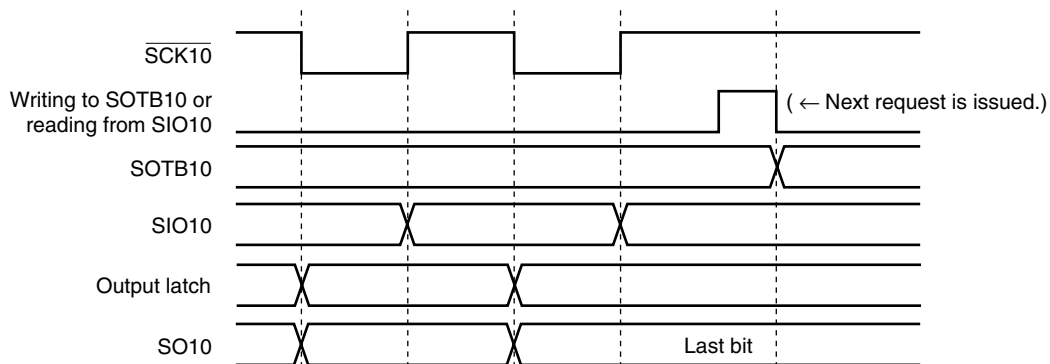 SCK10
Writing to SOTB10 or
reading from SIO10
( ← Next request is issued.)
SOTB10
SIO10
Output latch
SO10
Last bit